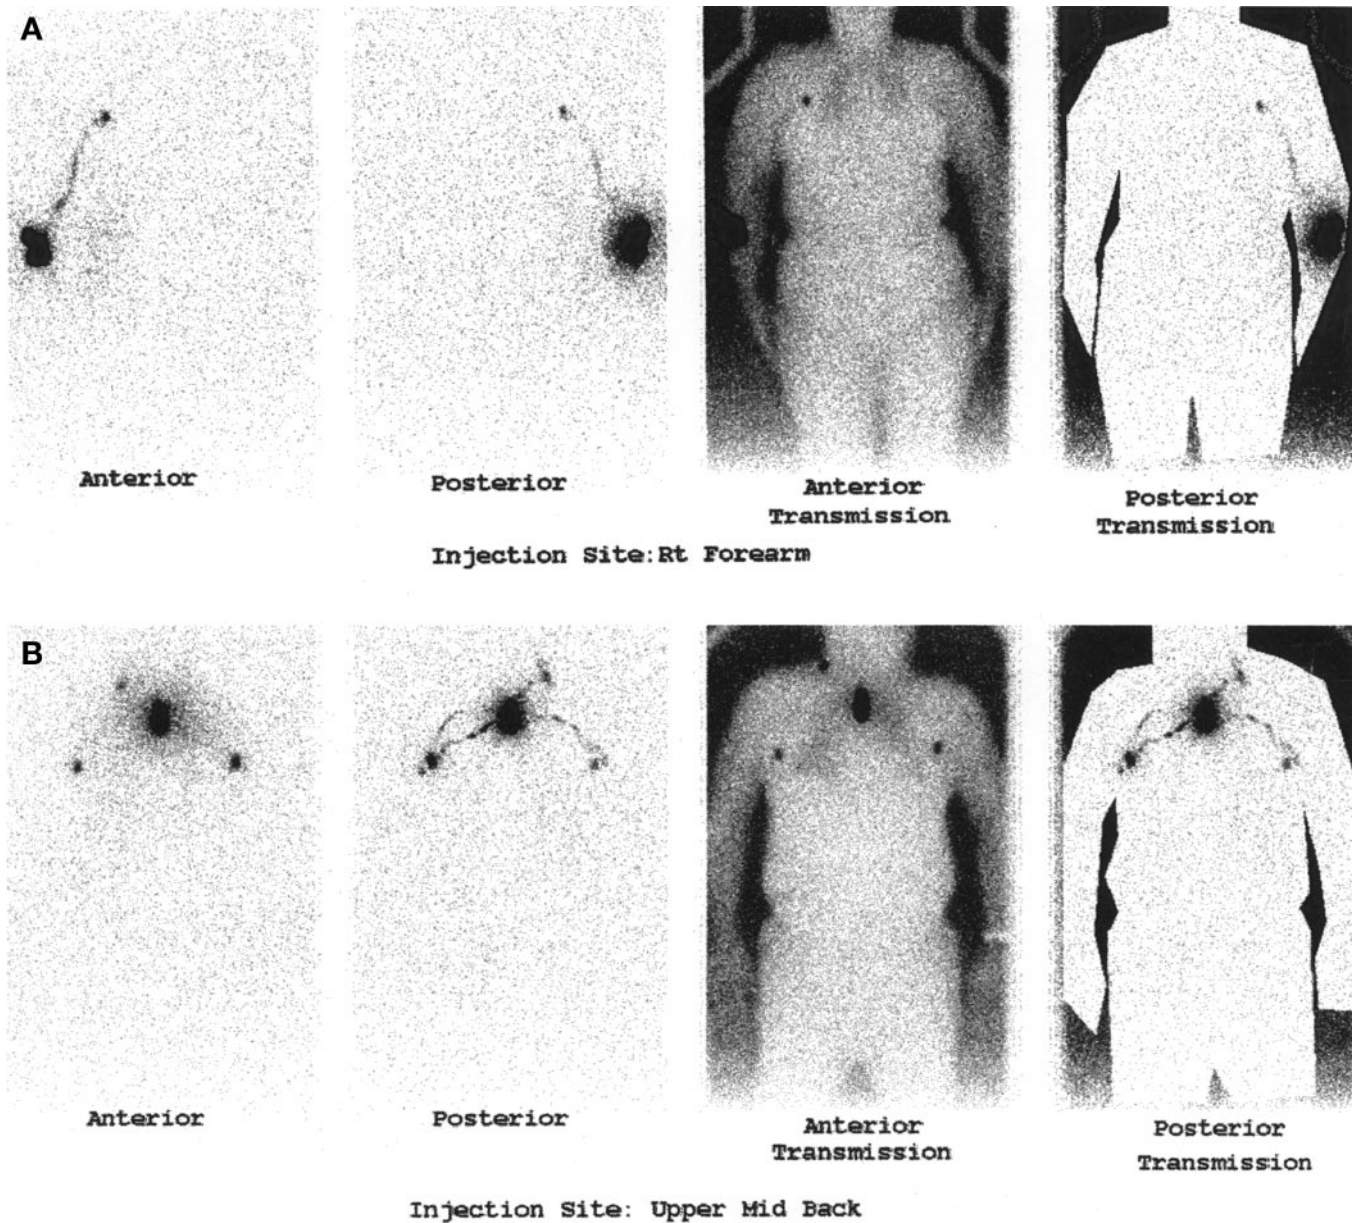 A
Anterior
Posterior
Anterior
Transmission
Posterior
Transmission
Injection Site:Rt Forearm
B
Anterior
Posterior
Anterior
Transmission
Posterior
Transmission
Injection Site: Upper Mid Back